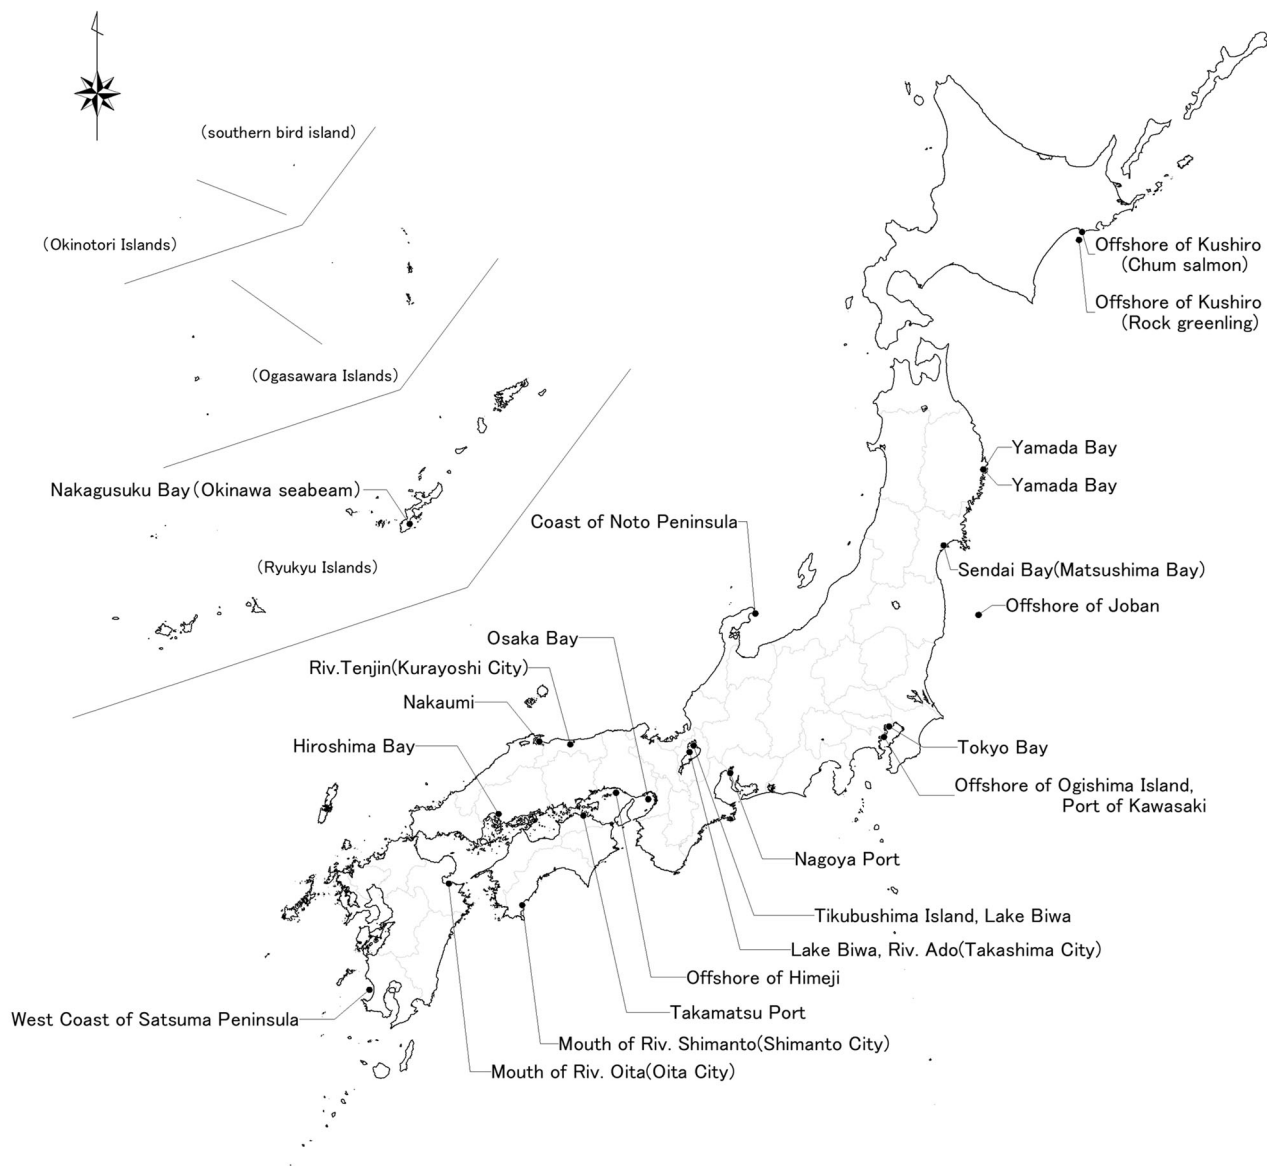 (southern bird island)
(Okinotori Islands)
Offshore of Kushiro
(Chum salmon)
Offshore of Kushiro
(Rock greenling)
(Ogasawara Islands)
Yamada Bay
Yamada Bay
Nakagusuku Bay(Okinawa seabeam)
Coast of Noto Peninsula
(Ryukyu Islands)
Sendai Bay(Matsushima Bay)
Offshore of Joban
Osaka Bay
Riv.Tenjin(Kurayoshi City)
Nakaumi
Hiroshima Bay
Tokyo Bay
Offshore of Ogishima Island,
Port of Kawasaki
Nagoya Port
Tikubushima Island, Lake Biwa
Lake Biwa, Riv. Ado(Takashima City)
Offshore of Himeji
Takamatsu Port
West Coast of Satsuma Peninsula
Mouth of Riv. Shimanto(Shimanto City)
Mouth of Riv. Oita(Oita City)